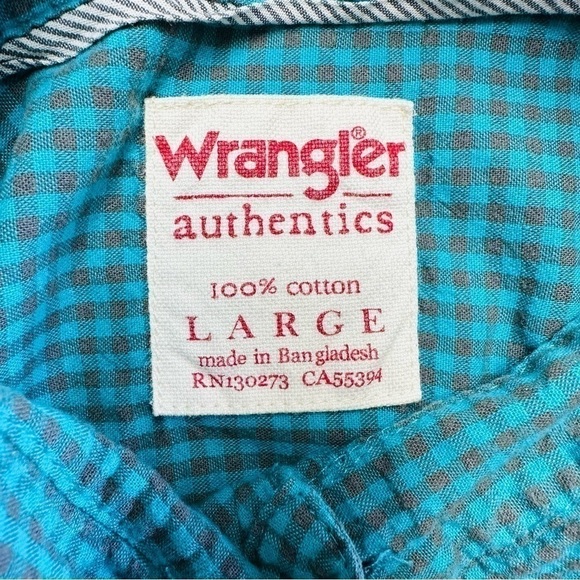 Wrangler®
authentics
100% cotton
LARGE
made in Bangladesh
RN130273 CA55394